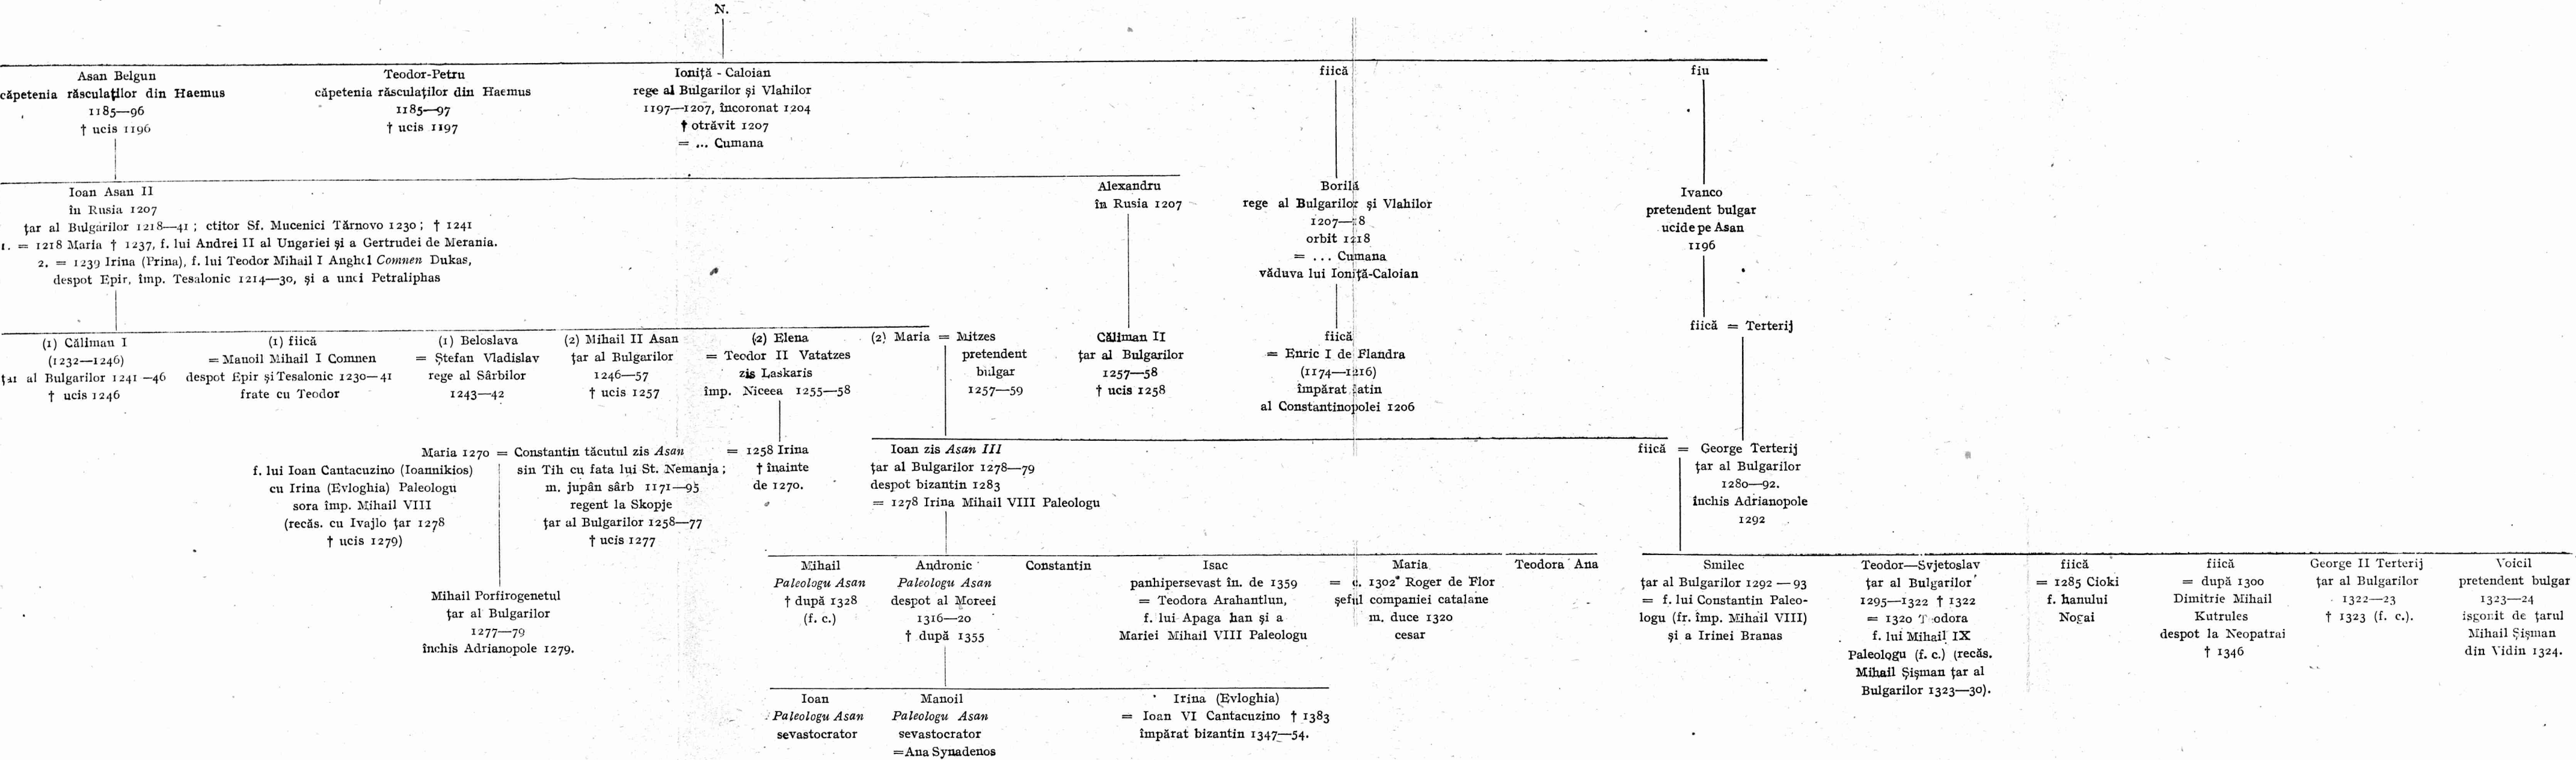 N.
Asan Belgun
căpetenia răsculaților din Haemus
1185—96
† ucis 1196
Teodor-Petru
căpetenia răsculaților din Haemus
1185—97
† ucis 1197
Ioniță - Caloian
rege al Bulgarilor și Vlahilor
1197—1207, încoronat 1204
† otrăvit 1207
= ... Cumana
fiică
fiu
Ioan Asan II
în Rusia 1207
țar al Bulgarilor 1218—41 ; ctitor Sf. Mucenici Tărnovo 1230 ; † 1241
1. = 1218 Maria † 1237, f. lui Andrei II al Ungariei și a Gertrudei de Merania.
2. = 1239 Irina (Prina), f. lui Teodor Mihail I Anghel Comnen Dukas,
despot Epir, împ. Tesalonic 1214—30, și a unei Petraliphas
Alexandru
în Rusia 1207
Borilă
rege al Bulgarilor și Vlahilor
1207—18
orbit 1218
= ... Cumana
văduva lui Ioniță-Caloian
Ivanco
pretendent bulgar
ucide pe Asan
1196
(1) Căliman I
(1232—1246)
țar al Bulgarilor 1241—46
† ucis 1246
(1) fiică
= Manoil Mihail I Comnen
despot Epir și Tesalonic 1230—41
frate cu Teodor
(1) Beloslava
= Ștefan Vladislav
rege al Sârbilor
1243—42
(2) Mihail II Asan
țar al Bulgarilor
1246—57
† ucis 1257
(2) Elena
= Teodor II Vatatzes
zis Laskaris
împ. Niceea 1255—58
(2) Maria = Mitzes
pretendent
bulgar
1257—59
Căliman II
țar al Bulgarilor
1257—58
† ucis 1258
fiică
= Enric I de Flandra
(1174—1216)
împărat latin
al Constantinopolei 1206
fiică = Terterij
Maria 1270 = Constantin tăcutul zis Asan = 1258 Irina
f. lui Ioan Cantacuzino (Ioannikios)
cu Irina (Evloghia) Paleologu
sora împ. Mihail VIII
(recăs. cu Ivajlo țar 1278
† ucis 1279)
sin Tih cu fata lui St. Nemanja ;
m. jupân sârb 1171—95
regent la Skopje
țar al Bulgarilor 1258—77
† ucis 1277
† înainte
de 1270.
Ioan zis Asan III
țar al Bulgarilor 1278—79
despot bizantin 1283
= 1278 Irina Mihail VIII Paleologu
fiică = George Terterij
țar al Bulgarilor
1280—92.
închis Adrianopole
1292
Mihail Porfirogenetul
țar al Bulgarilor
1277—79
închis Adrianopole 1279.
Mihail
Paleologu Asan
† după 1328
(f. c.)
Andronic
Paleologu Asan
despot al Moreei
1316—20
† după 1355
Constantin
Isac
panhipersevast în. de 1359
= Teodora Arahantlun,
f. lui Apaga han și a
Mariei Mihail VIII Paleologu
Maria
= c. 1302 Roger de Flor
șeful companiei catalane
m. duce 1320
cesar
Teodora Ana
Smilec
țar al Bulgarilor 1292—93
= f. lui Constantin Paleo-
logu (fr. împ. Mihail VIII)
și a Irinei Branas
Teodor—Svjetoslav
țar al Bulgarilor
1295—1322 † 1322
= 1320 Teodora
f. lui Mihail IX
Paleologu (f. c.) (recăs.
Mihail Șișman țar al
Bulgarilor 1323—30).
fiică
= 1285 Cioki
f. hanului
Nogai
fiică
= după 1300
Dimitrie Mihail
Kutrules
despot la Neopatrai
† 1346
George II Terterij
țar al Bulgarilor
1322—23
† 1323 (f. c.).
Voicil
pretendent bulgar
1323—24
isgonit de țarul
Mihail Șișman
din Vidin 1324.
Ioan
Paleologu Asan
sevastocrator
Manoil
Paleologu Asan
sevastocrator
=Ana Synadenos
Irina (Evloghia)
= Ioan VI Cantacuzino † 1383
împărat bizantin 1347—54.